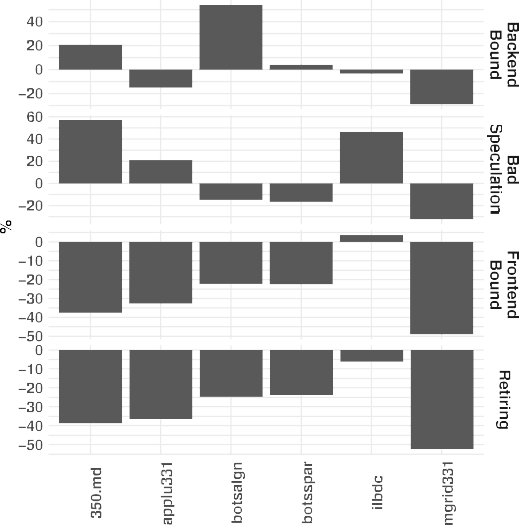 40
20
0
−20
Backend
Bound
60
40
20
0
−20
Bad
Speculation
%
0
−10
−20
−30
−40
−50
Frontend
Bound
0
−10
−20
−30
−40
−50
Retiring
350.md
applu331
botsalgn
botsspar
ilbdc
mgrid331